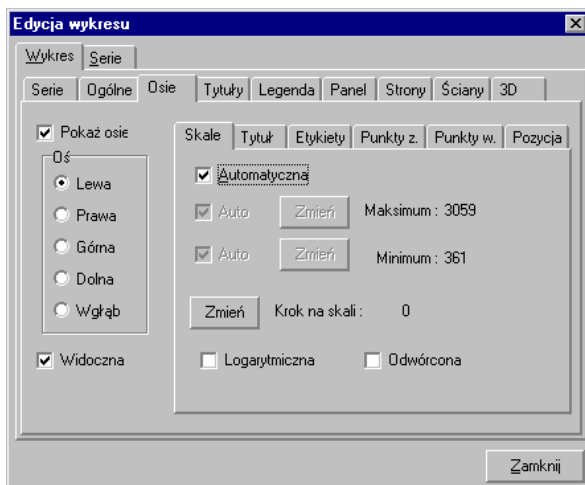 Edycja wykresu
Wykres Serie
Serie Ogólne Osie Tytuły Legenda Panel Strony Ściany 3D
Pokaż osie
Skale Tytuł Etykiety Punkty z. Punkty w. Pozycja
Oś
Automatyczna
Lewa
Auto Zmień Maksimum : 3059
Prawa
Auto Zmień Minimum : 361
Górna
Dolna
Wgłąb
Zmień Krok na skali : 0
Widoczna
Logarytmiczna Odwórcona
Zamknij